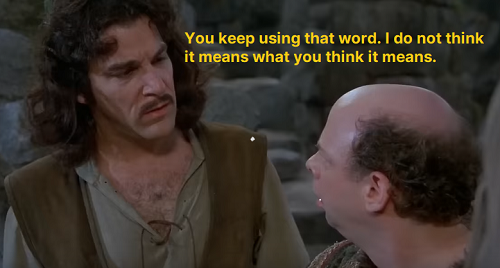 You keep using that word. I do not think
it means what you think it means.